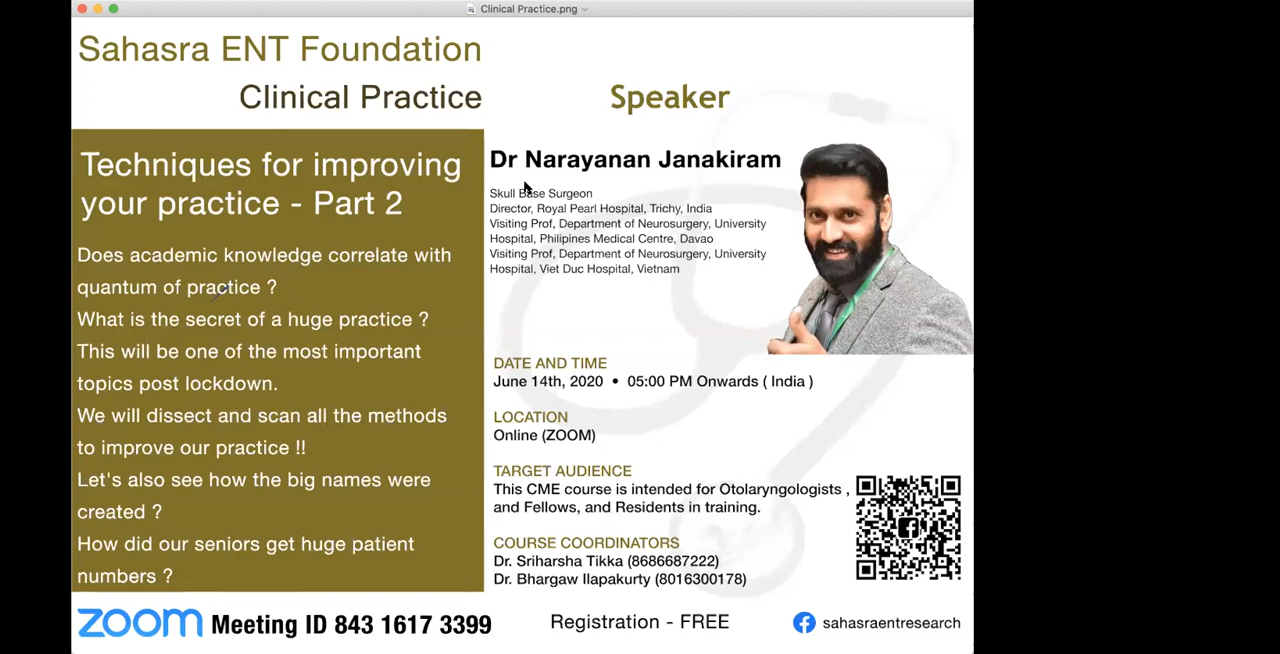 Clinical Practice.png
Sahasra ENT Foundation
Clinical Practice
Speaker
Techniques for improving
your practice - Part 2
Does academic knowledge correlate with
quantum of practice ?
What is the secret of a huge practice ?
This will be one of the most important
topics post lockdown.
We will dissect and scan all the methods
to improve our practice !!
Let's also see how the big names were
created ?
How did our seniors get huge patient
numbers ?
Dr Narayanan Janakiram
Skull Base Surgeon
Director, Royal Pearl Hospital, Trichy, India
Visiting Prof, Department of Neurosurgery, University
Hospital, Philipines Medical Centre, Davao
Visiting Prof, Department of Neurosurgery, University
Hospital, Viet Duc Hospital, Vietnam
DATE AND TIME
June 14th, 2020 • 05:00 PM Onwards ( India )
LOCATION
Online (ZOOM)
TARGET AUDIENCE
This CME course is intended for Otolaryngologists ,
and Fellows, and Residents in training.
COURSE COORDINATORS
Dr. Sriharsha Tikka (8686687222)
Dr. Bhargaw Ilapakurty (8016300178)
zoom Meeting ID 843 1617 3399
Registration - FREE
sahasraentresearch